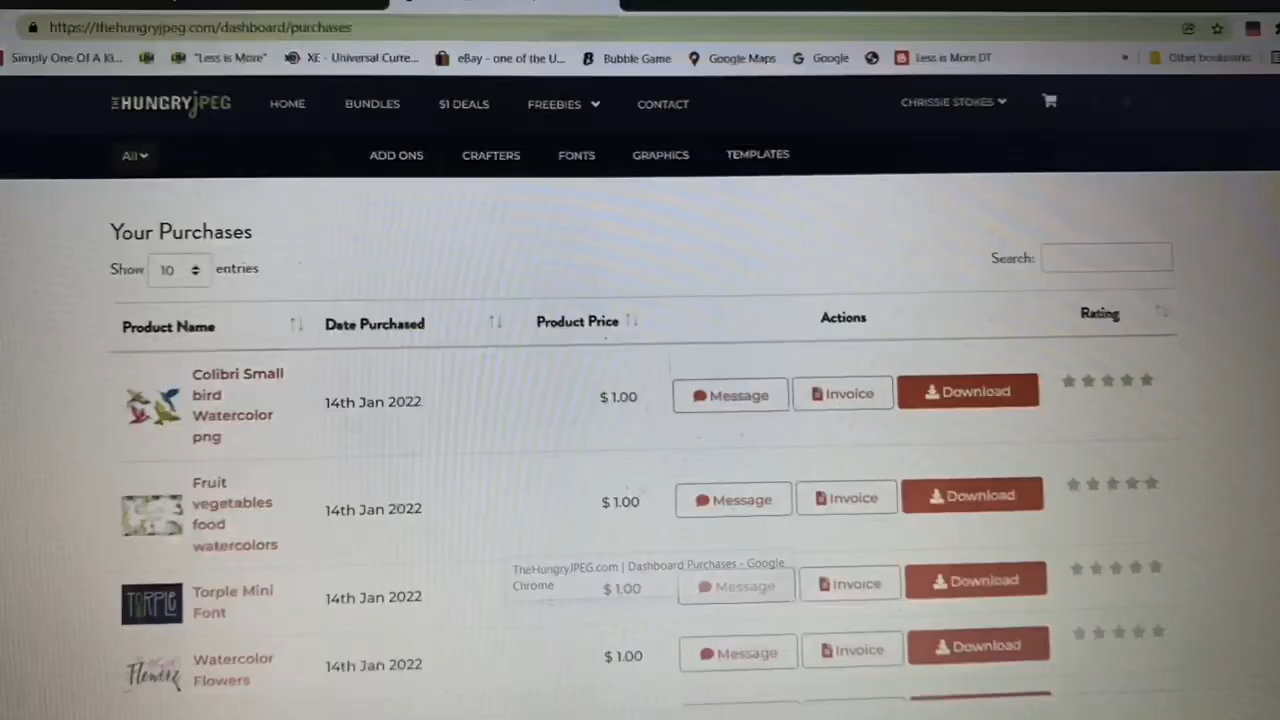 https://thehungryjpeg.com/dashboard/purchases
Simply One Of A Ki... "Less is More" XE - Universal Curre... eBay - one of the U... Bubble Game Google Maps Google Less is More DT » Other bookmarks
THE HUNGRY JPEG HOME BUNDLES $1 DEALS FREEBIES CONTACT CHRISSIE STOKES
All ADD ONS CRAFTERS FONTS GRAPHICS TEMPLATES
Your Purchases
Show 10 entries Search:
Product Name Date Purchased Product Price Actions Rating
Colibri Small
bird
Watercolor
png
14th Jan 2022 $ 1.00 Message Invoice Download
Fruit
vegetables
food
watercolors
14th Jan 2022 $ 1.00 Message Invoice Download
TheHungryJPEG.com | Dashboard Purchases - Google
Chrome
TORPLE
Torple Mini
Font
14th Jan 2022 $ 1.00 Message Invoice Download
Flowers
Watercolor
Flowers
14th Jan 2022 $ 1.00 Message Invoice Download